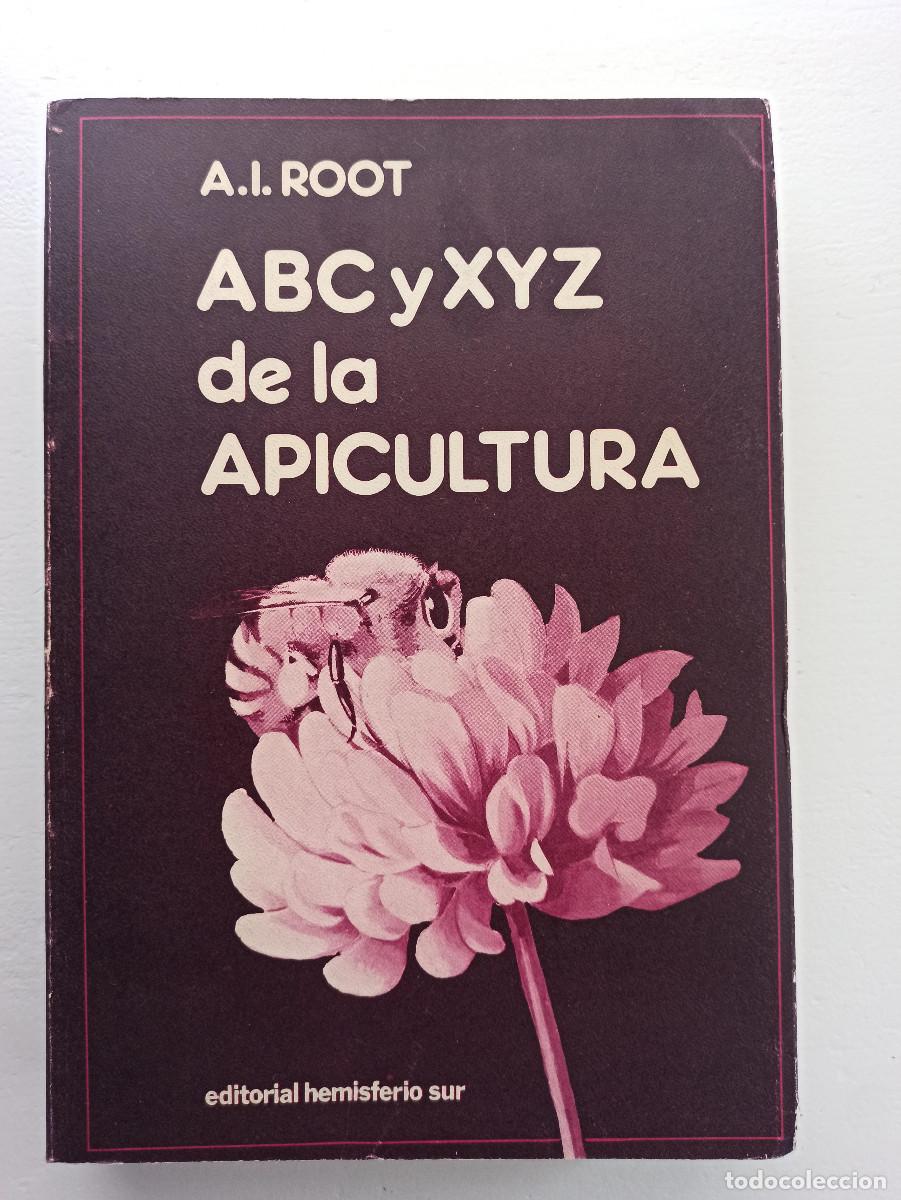 A.I. ROOT
ABC y XYZ
de la
APICULTURA
editorial hemisferio sur
todocoleccion